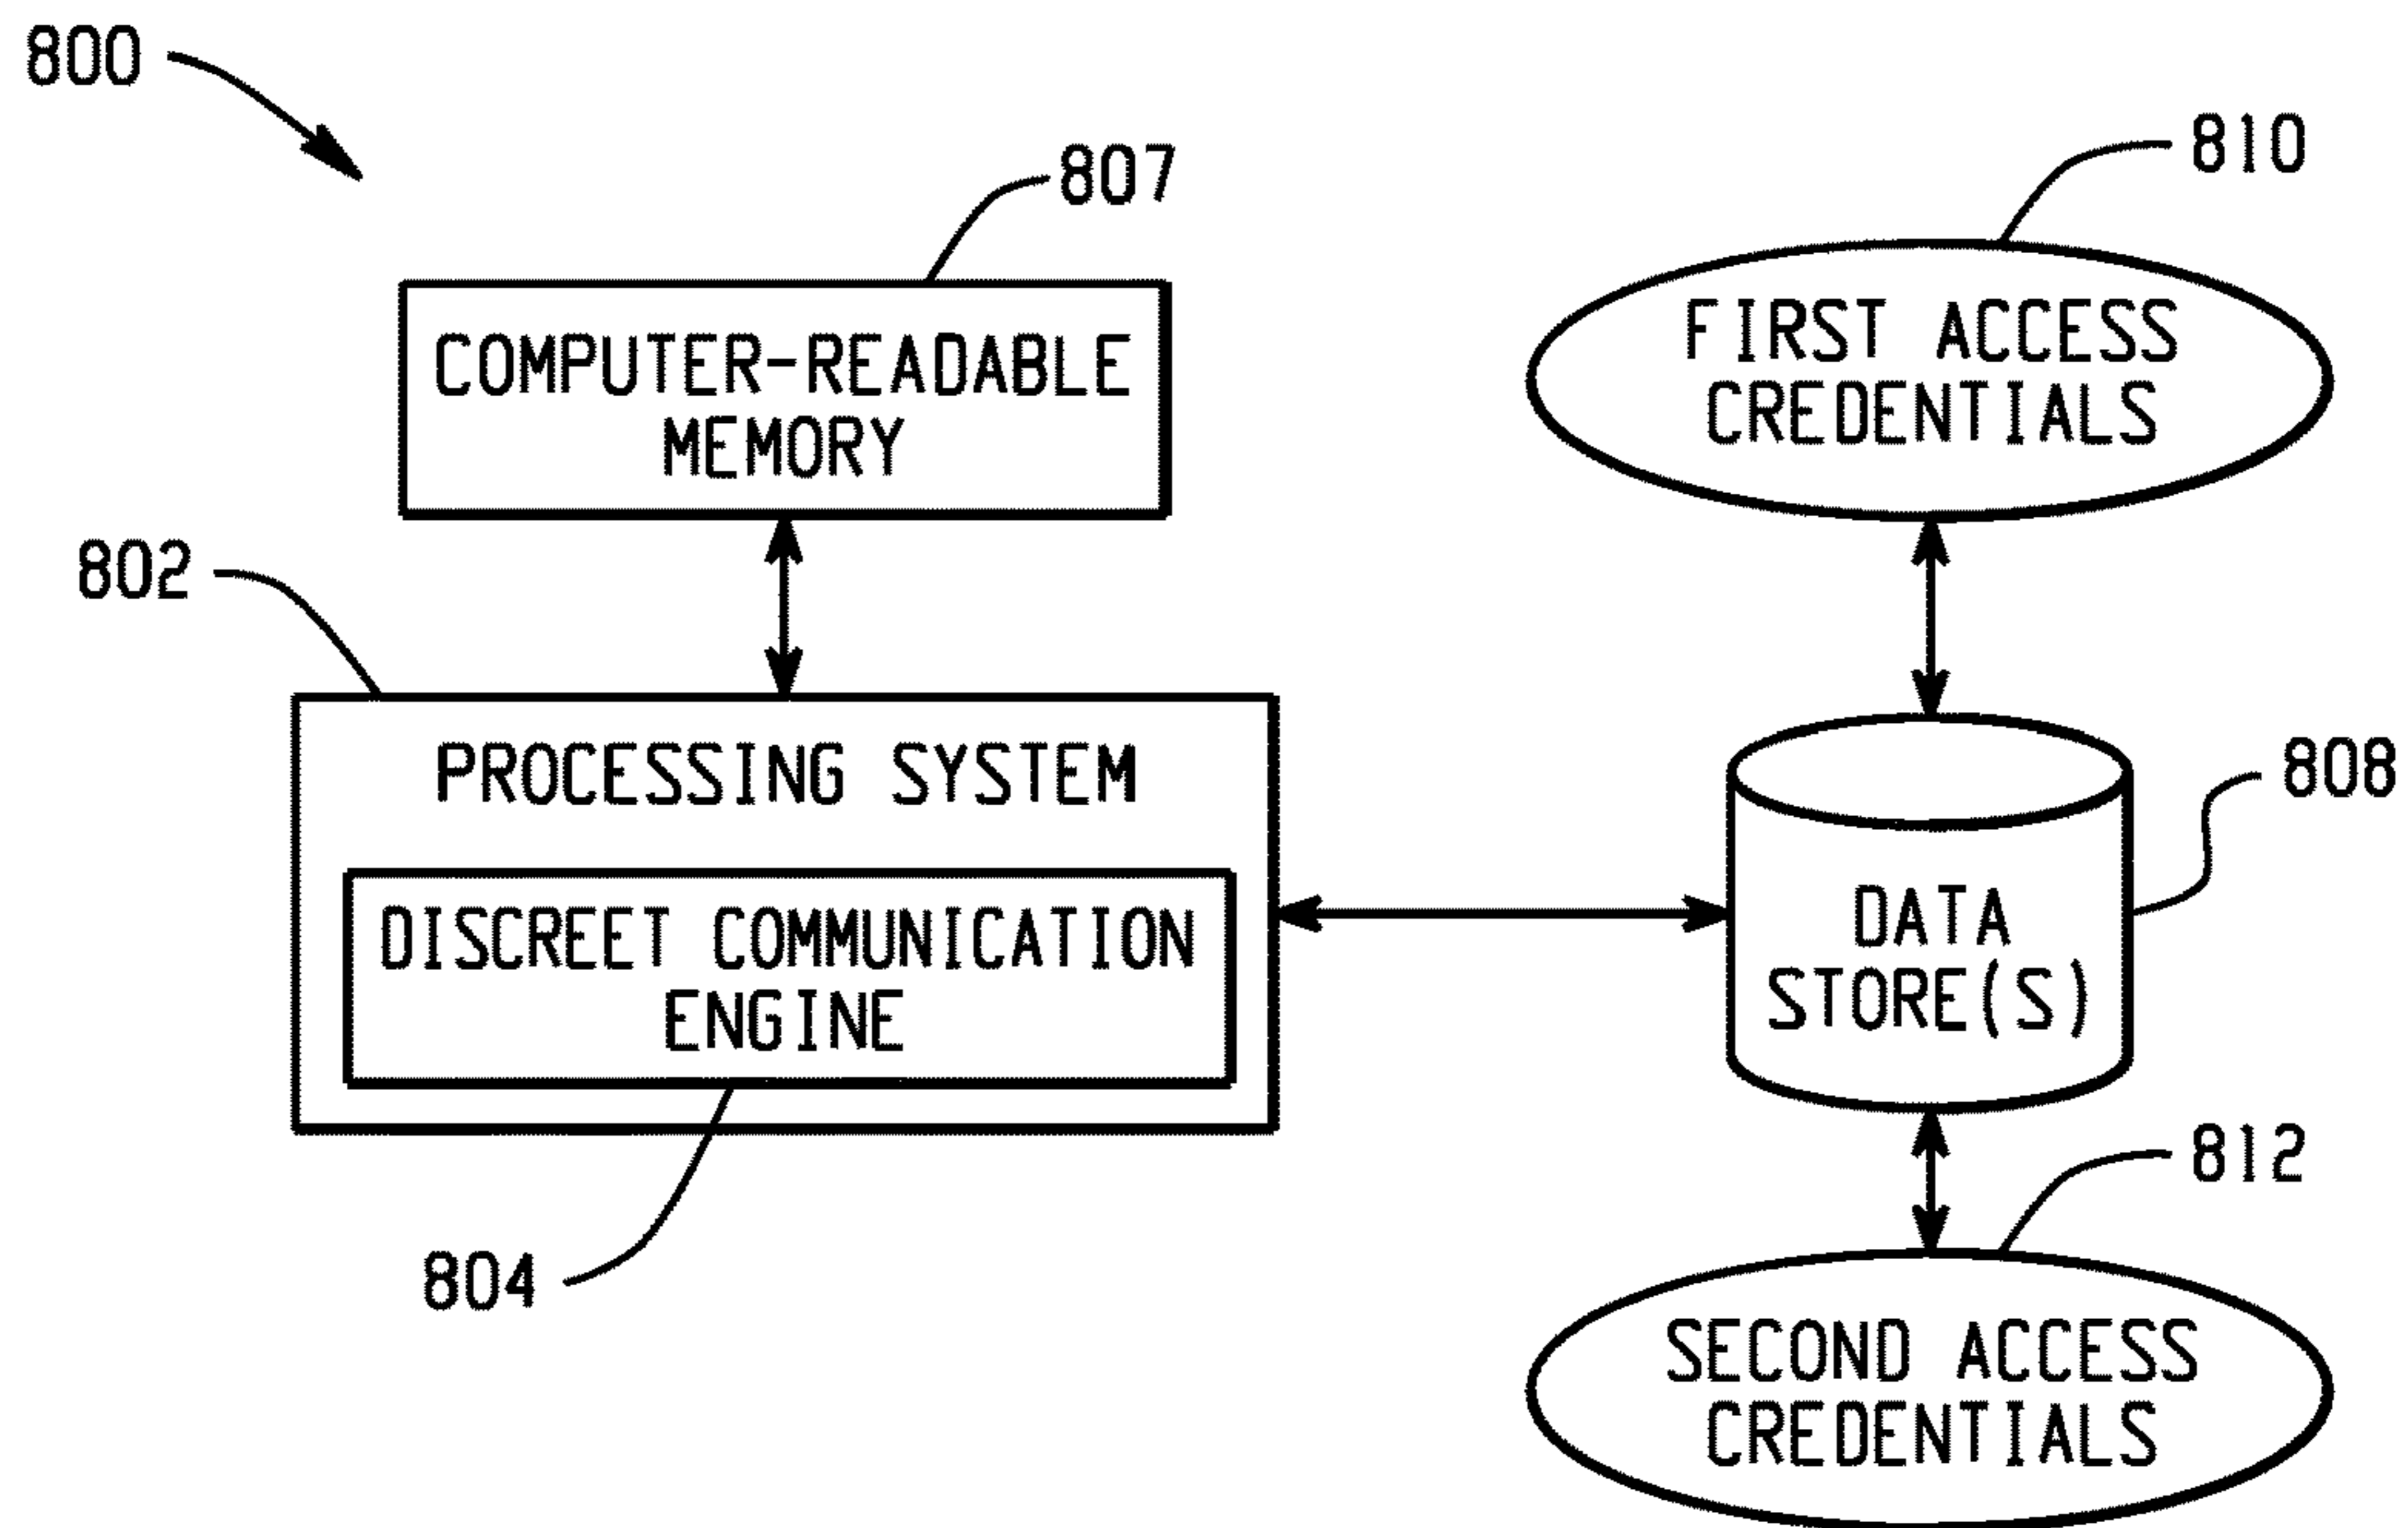 800
807
810
COMPUTER-READABLE
MEMORY
FIRST ACCESS
CREDENTIALS
802
PROCESSING SYSTEM
808
DISCREET COMMUNICATION
ENGINE
DATA
STORE(S)
804
812
SECOND ACCESS
CREDENTIALS